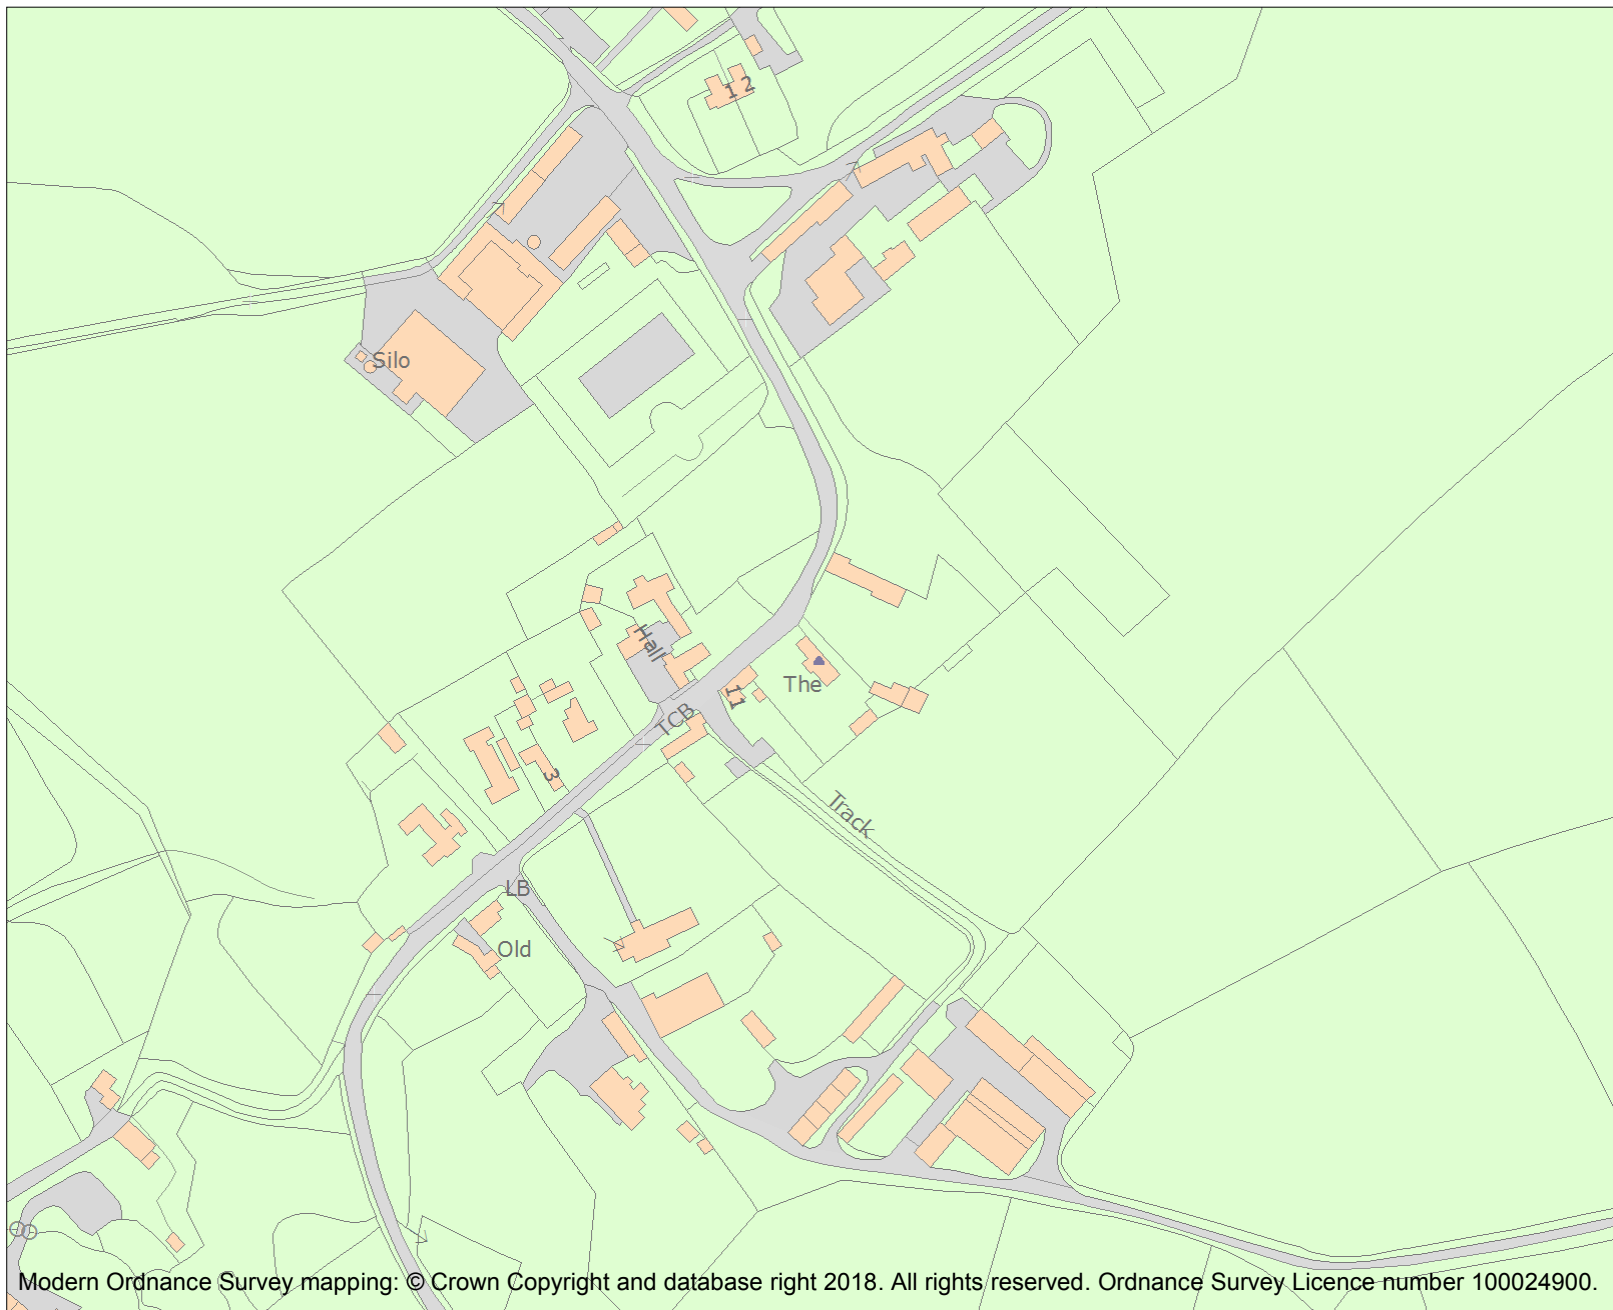 1 2
Silo
Hall
The
11
TCB
3
Track
LB
Old
Modern Ordnance Survey mapping: © Crown Copyright and database right 2018. All rights reserved. Ordnance Survey Licence number 100024900.